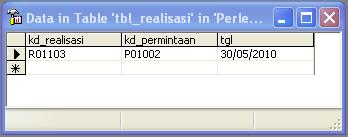 Data in Table 'tbl_realisasi' in 'Perle...
kd_realisasi kd_permintaan tgl
R01103 P01002 30/05/2010